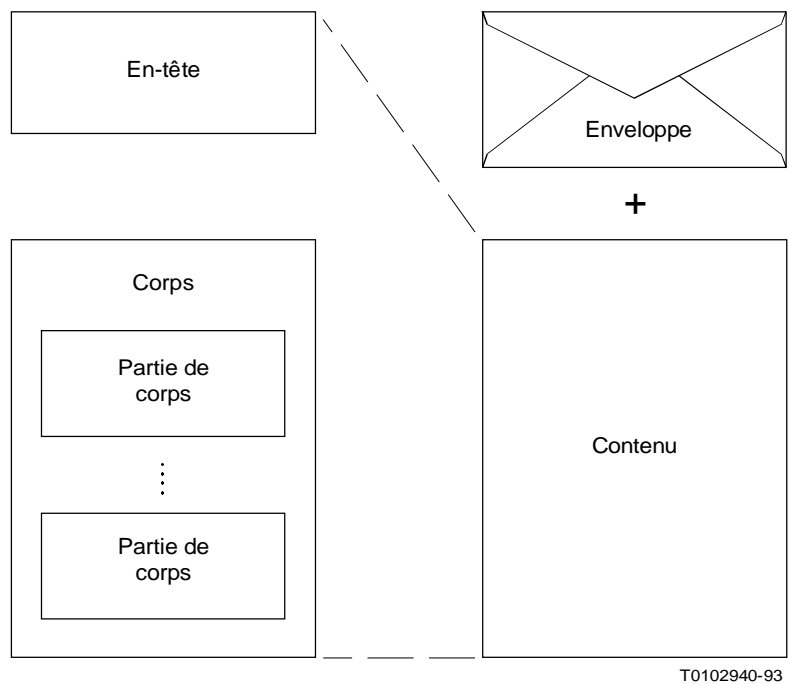 En-tête
Enveloppe
+
Corps
Partie de
corps
Partie de
corps
Contenu
T0102940-93